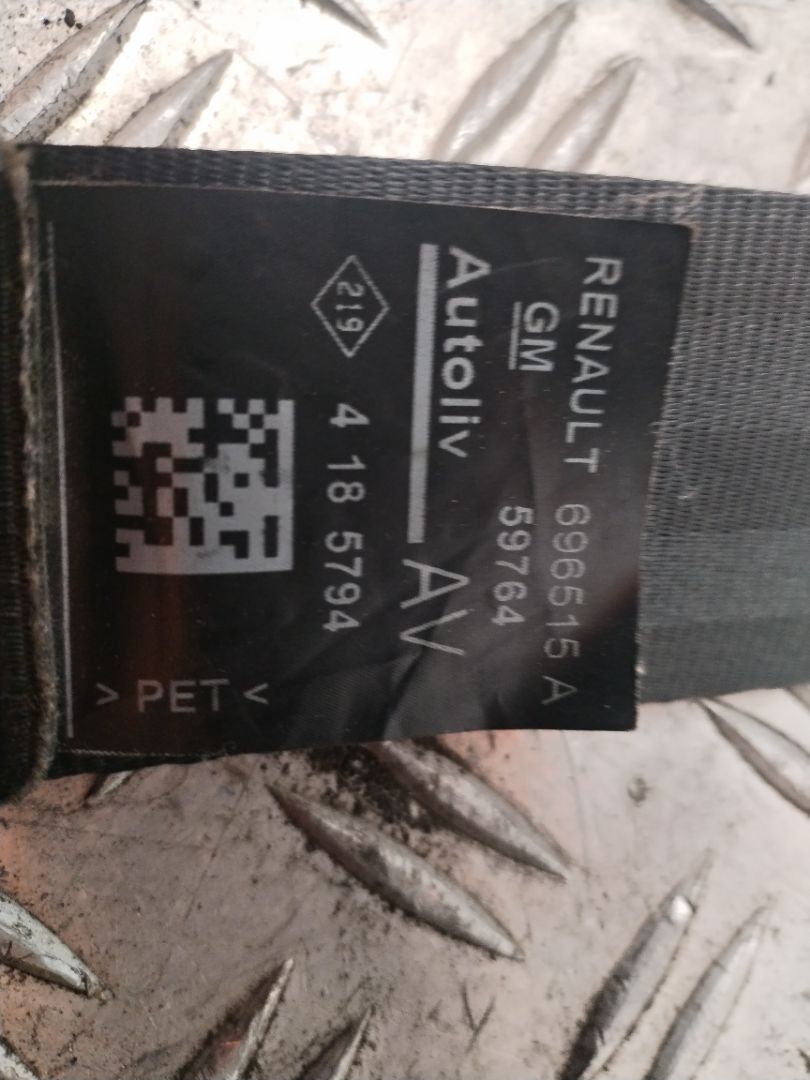 RENAULT 696515 A
GM 59764
Autoliv AV
219 4 18 5794
> PET <